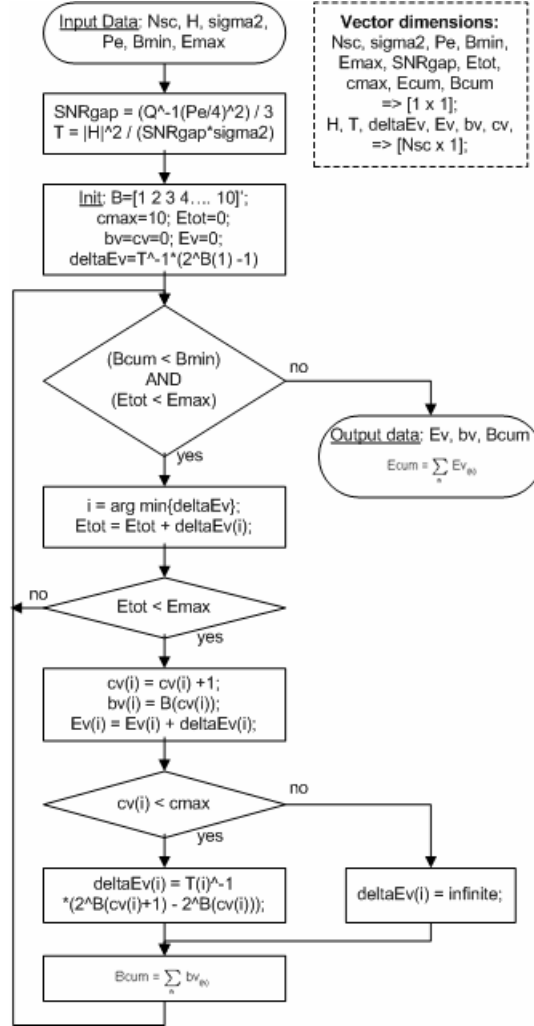 Input Data: Nsc, H, sigma2,
Pe, Bmin, Emax
Vector dimensions:
Nsc, sigma2, Pe, Bmin,
Emax, SNRgap, Etot,
cmax, Ecum, Bcum
=> [1 x 1];
H, T, deltaEv, Ev, bv, cv,
=> [Nsc x 1];
SNRgap = (Q^-1(Pe/4)^2) / 3
T = |H|^2 / (SNRgap*sigma2)
Init: B=[1 2 3 4.... 10]';
cmax=10; Etot=0;
bv=cv=0; Ev=0;
deltaEv=T^-1*(2^B(1) -1)
(Bcum < Bmin)
AND
(Etot < Emax)
no
yes
Output data: Ev, bv, Bcum
Ecum = ∑n Ev(n)
i = arg min{deltaEv};
Etot = Etot + deltaEv(i);
no
Etot < Emax
yes
cv(i) = cv(i) +1;
bv(i) = B(cv(i));
Ev(i) = Ev(i) + deltaEv(i);
no
cv(i) < cmax
yes
deltaEv(i) = T(i)^-1
*(2^B(cv(i)+1) - 2^B(cv(i)));
deltaEv(i) = infinite;
Bcum = ∑n bv(n)